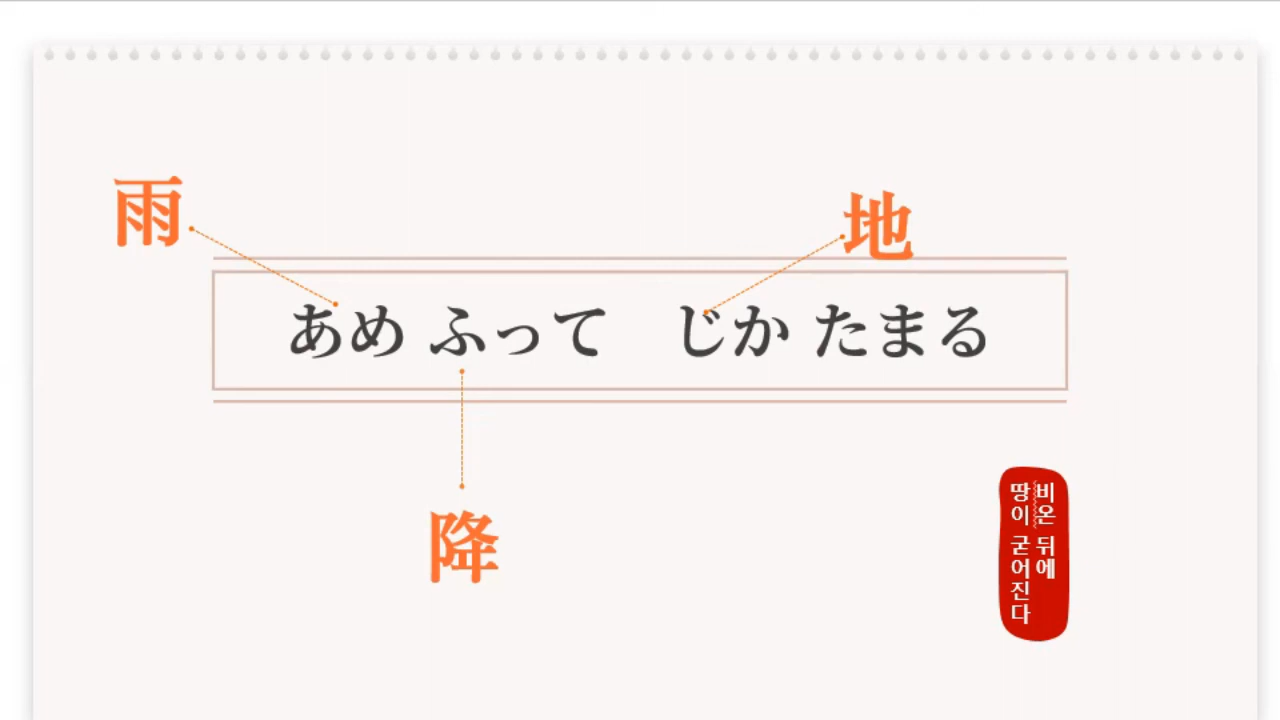 雨
地
あめ ふって じか たまる
降
비온 뒤에
땅이 굳어진다